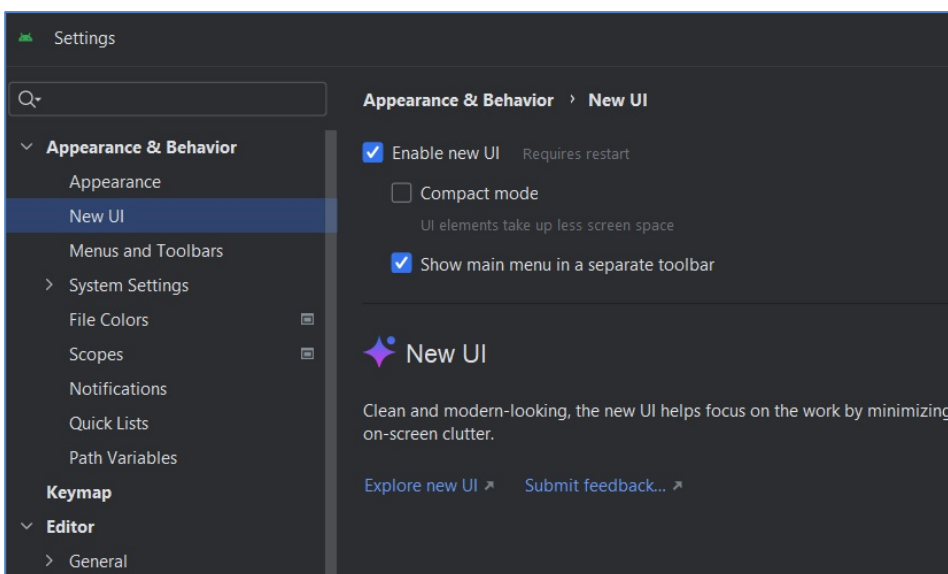 Settings
Appearance & Behavior
Appearance
New UI
Menus and Toolbars
System Settings
File Colors
Scopes
Notifications
Quick Lists
Path Variables
Keymap
Editor
General
Appearance & Behavior › New UI
Enable new UI Requires restart
Compact mode
UI elements take up less screen space
Show main menu in a separate toolbar
New UI
Clean and modern-looking, the new UI helps focus on the work by minimizing
on-screen clutter.
Explore new UI ↗ Submit feedback... ↗